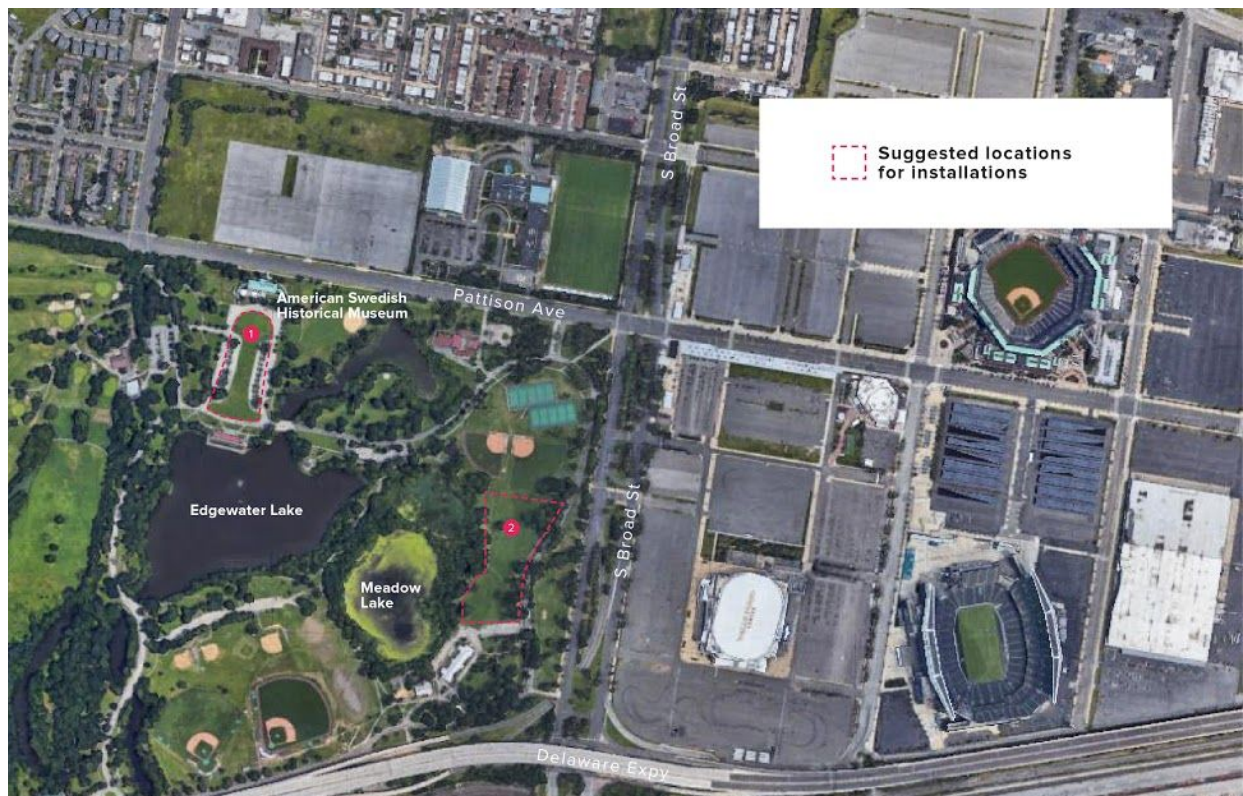 S Broad St
Suggested locations
for installations
Pattison Ave
American Swedish
Historical Museum
1
Edgewater Lake
2
S Broad St
Meadow
Lake
Delaware Expy